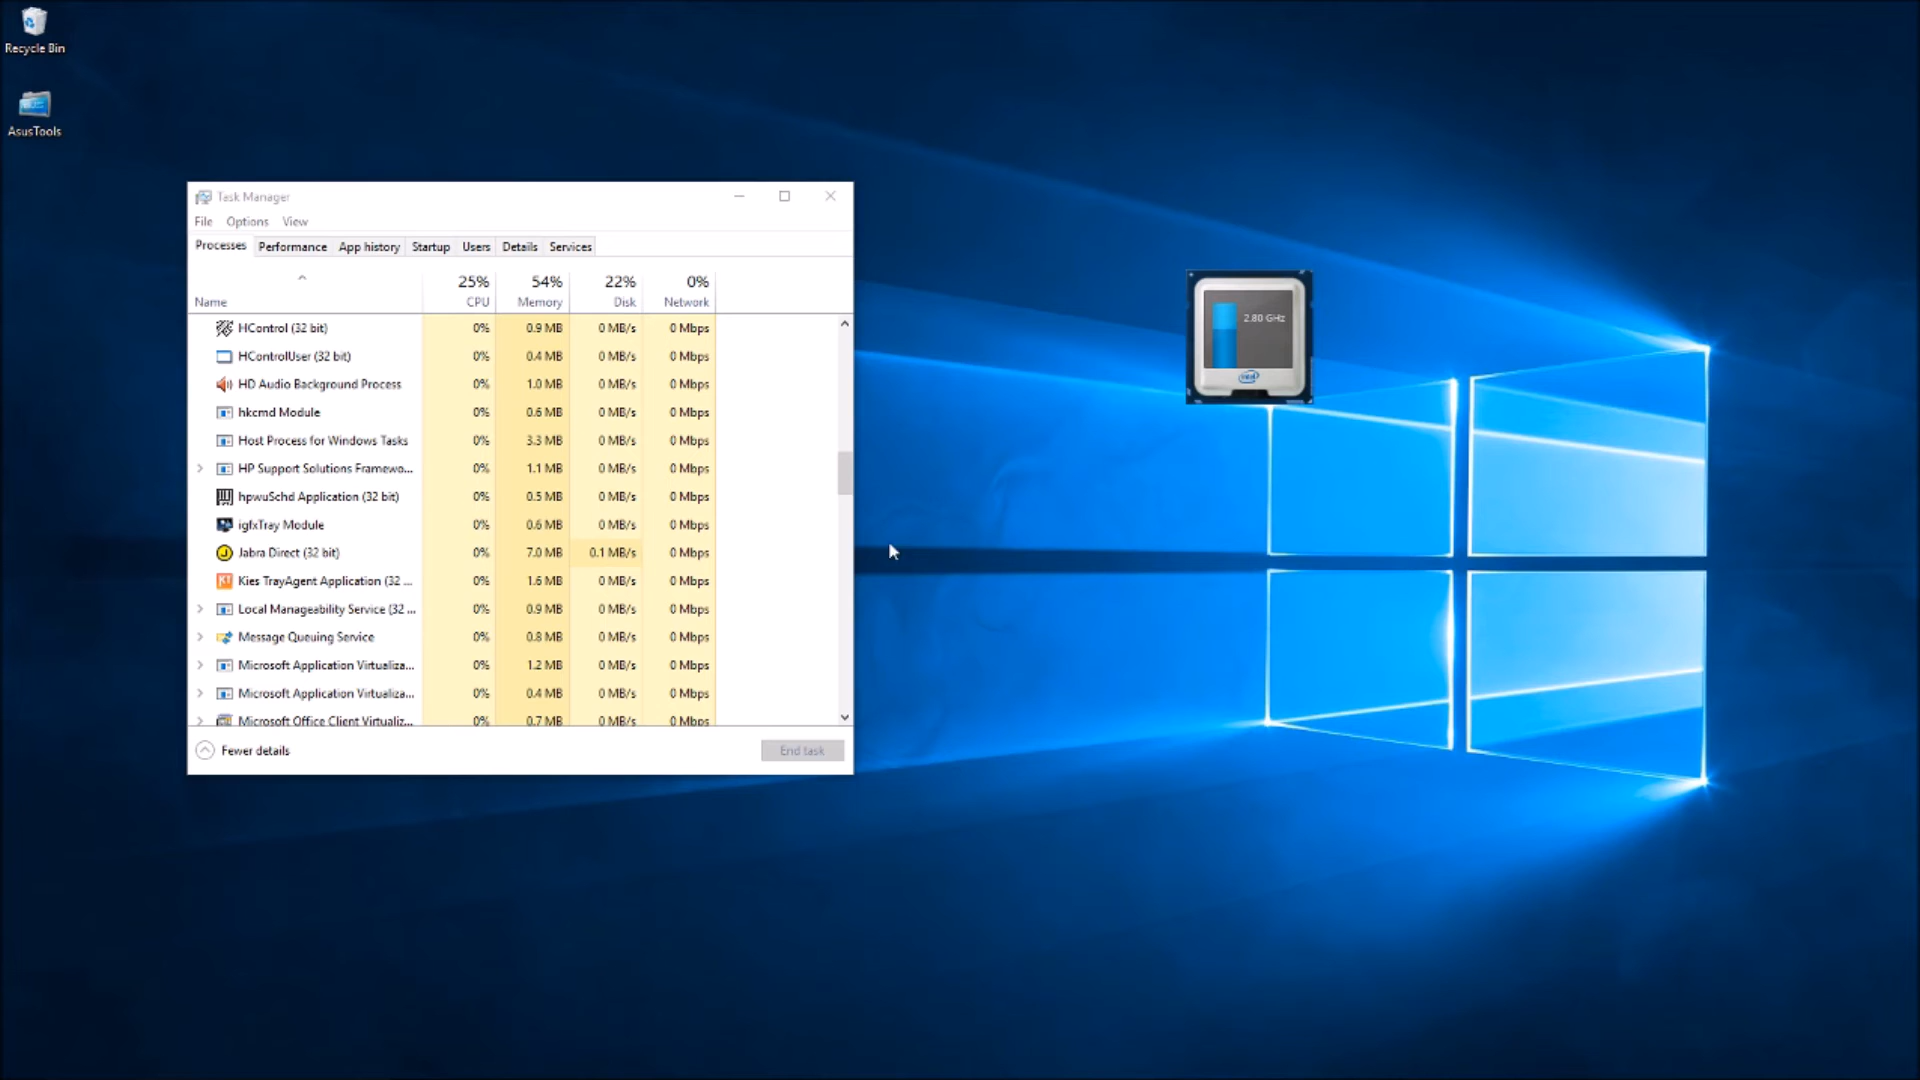 Recycle Bin
AsusTools
Task Manager
File Options View
Processes Performance App history Startup Users Details Services
25% 54% 22% 0%
Name CPU Memory Disk Network
HControl (32 bit) 0% 0.9 MB 0 MB/s 0 Mbps
HControlUser (32 bit) 0% 0.4 MB 0 MB/s 0 Mbps
HD Audio Background Process 0% 1.0 MB 0 MB/s 0 Mbps
hkcmd Module 0% 0.6 MB 0 MB/s 0 Mbps
Host Process for Windows Tasks 0% 3.3 MB 0 MB/s 0 Mbps
HP Support Solutions Framewo... 0% 1.1 MB 0 MB/s 0 Mbps
hpwuSchd Application (32 bit) 0% 0.5 MB 0 MB/s 0 Mbps
igfxTray Module 0% 0.6 MB 0 MB/s 0 Mbps
Jabra Direct (32 bit) 0% 7.0 MB 0.1 MB/s 0 Mbps
Kies TrayAgent Application (32 ... 0% 1.6 MB 0 MB/s 0 Mbps
Local Manageability Service (32 ... 0% 0.9 MB 0 MB/s 0 Mbps
Message Queuing Service 0% 0.8 MB 0 MB/s 0 Mbps
Microsoft Application Virtualiza... 0% 1.2 MB 0 MB/s 0 Mbps
Microsoft Application Virtualiza... 0% 0.4 MB 0 MB/s 0 Mbps
Microsoft Office Client Virtualiz... 0% 0.7 MB 0 MB/s 0 Mbps
Fewer details End task
2.80 GHz
intel